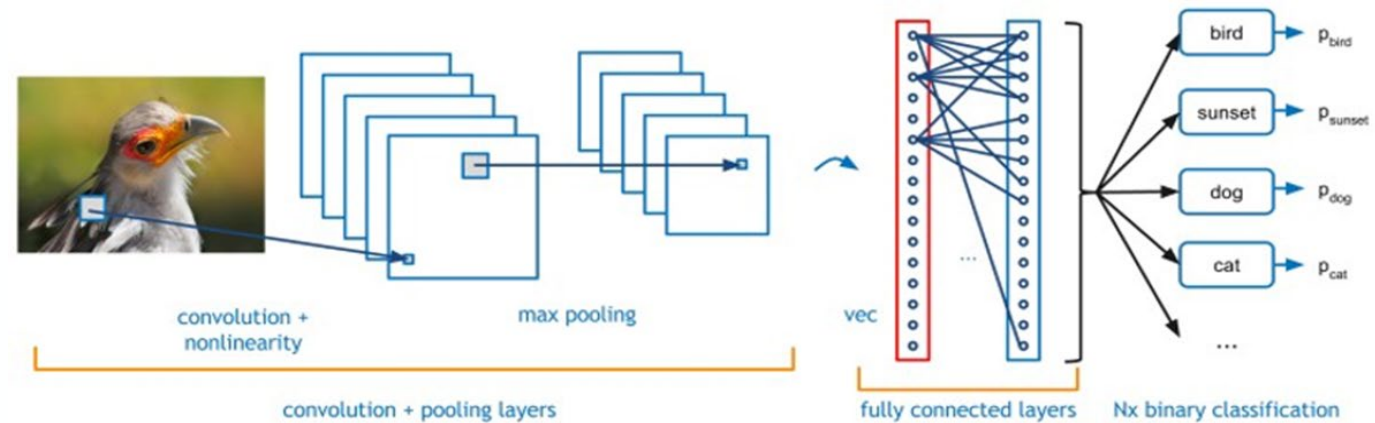 bird
p_bird
sunset
p_sunset
dog
p_dog
cat
p_cat
...
...
convolution +
nonlinearity
max pooling
vec
convolution + pooling layers
fully connected layers
Nx binary classification